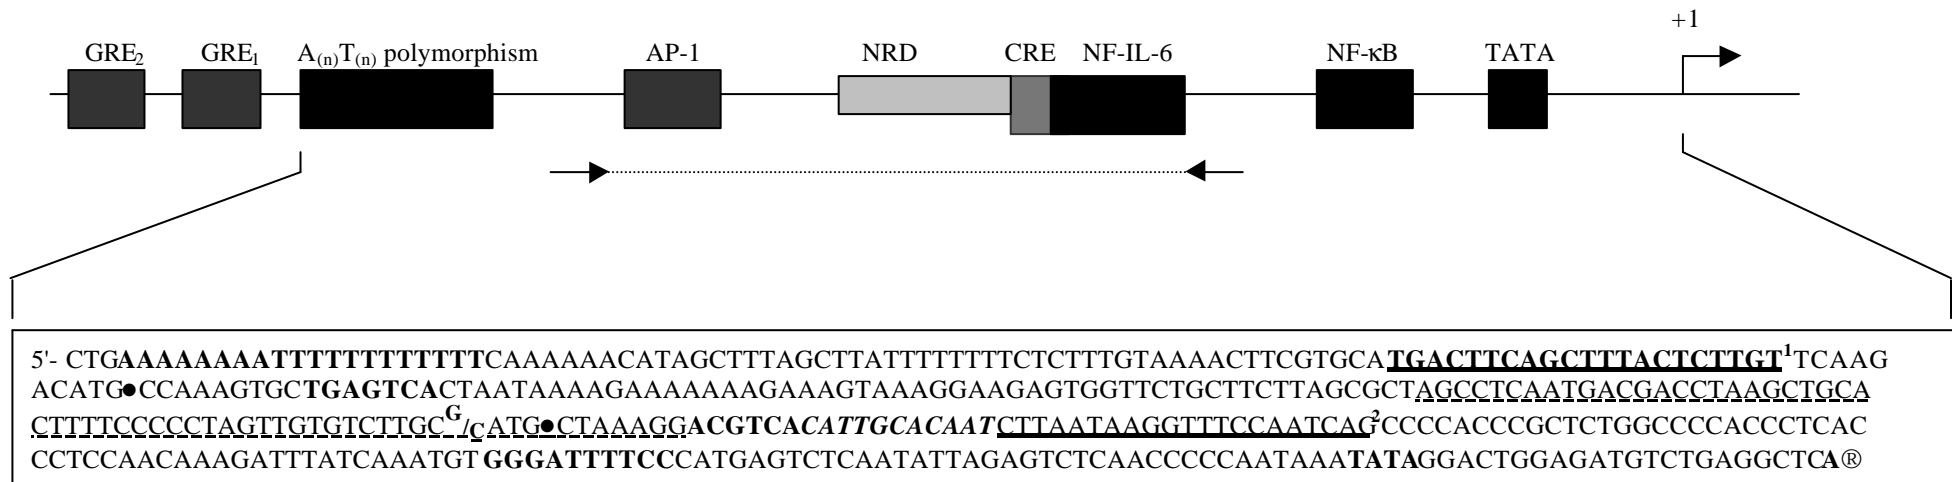 +1
GRE2 GRE1 A(n)T(n) polymorphism AP-1 NRD CRE NF-IL-6 NF-κB TATA
5'- CTGAAAAAAAATTTTTTTTTTTTCAAAAAACATAGCTTTAGCTTATTTTTTTTCTCTTTGTAAAACTTCGTGCATGACTTCAGCTTTACTCTTGT1TCAAG
ACATG●CCAAAGTGCTGAGTCACTAATAAAAGAAAAAAAGAAAGTAAAGGAAGAGTGGTTCTGCTTCTTAGCGCTAGCCTCAATGACGACCTAAGCTGCA
CTTTTCCCCCTAGTTGTGTCTTGCG/CATG●CTAAAGGACGTCACATTGCACAATCTTAATAAGGTTTCCAATCAG2CCCCACCCGCTCTGGCCCCACCCTCAC
CCTCCAACAAAGATTTATCAAATGTGGGATTTTCCCATGAGTCTCAATATTAGAGTCTCAACCCCCAATAAATATAGGACTGGAGATGTCTGAGGCTCA®